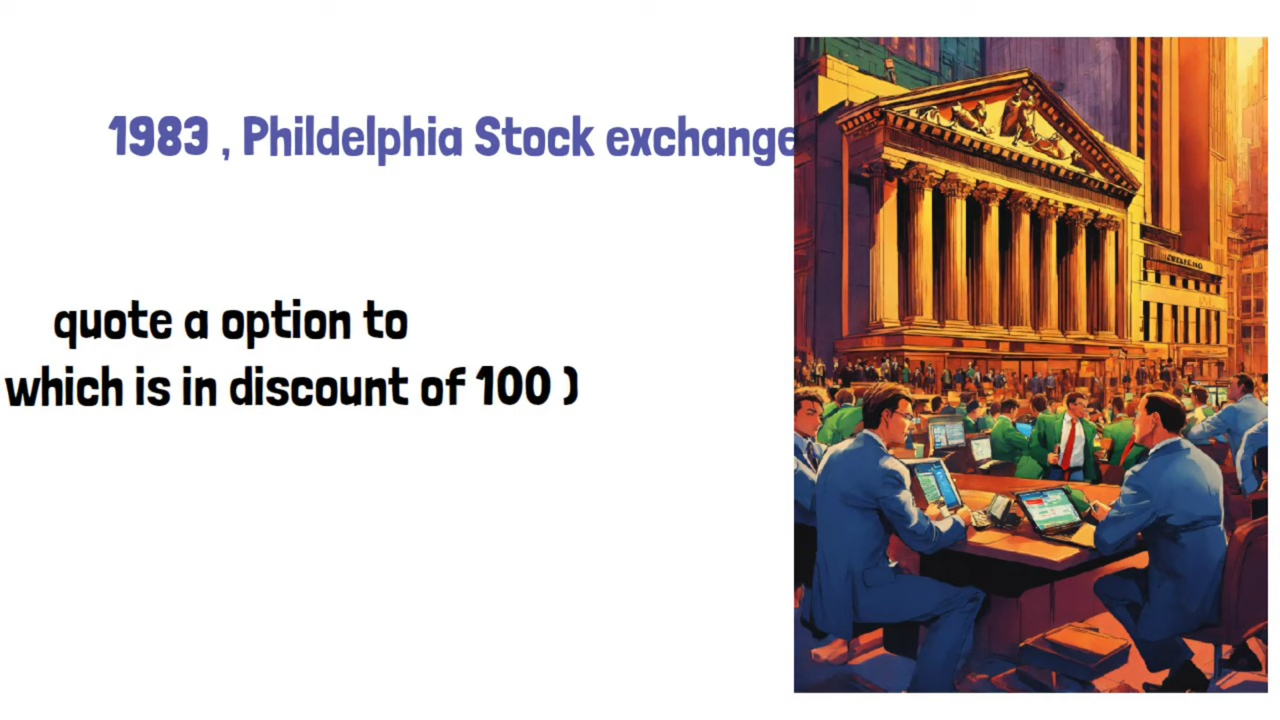 1983 , Phildelphia Stock exchange
quote a option to
which is in discount of 100 )